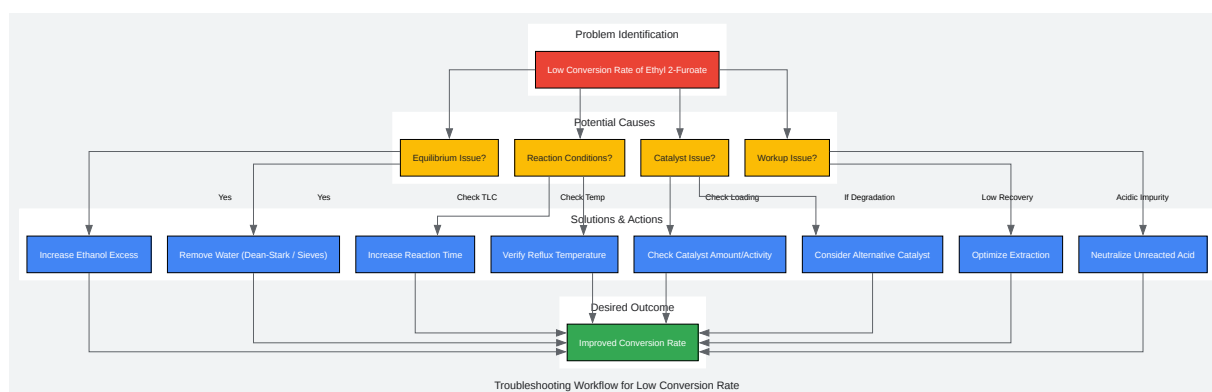 Problem Identification
Low Conversion Rate of Ethyl 2-Furoate
Potential Causes
Equilibrium Issue?
Reaction Conditions?
Catalyst Issue?
Workup Issue?
Yes
Yes
Check TLC
Check Temp
Check Loading
If Degradation
Low Recovery
Acidic Impurity
Solutions & Actions
Increase Ethanol Excess
Remove Water (Dean-Stark / Sieves)
Increase Reaction Time
Verify Reflux Temperature
Check Catalyst Amount/Activity
Consider Alternative Catalyst
Optimize Extraction
Neutralize Unreacted Acid
Desired Outcome
Improved Conversion Rate
Troubleshooting Workflow for Low Conversion Rate